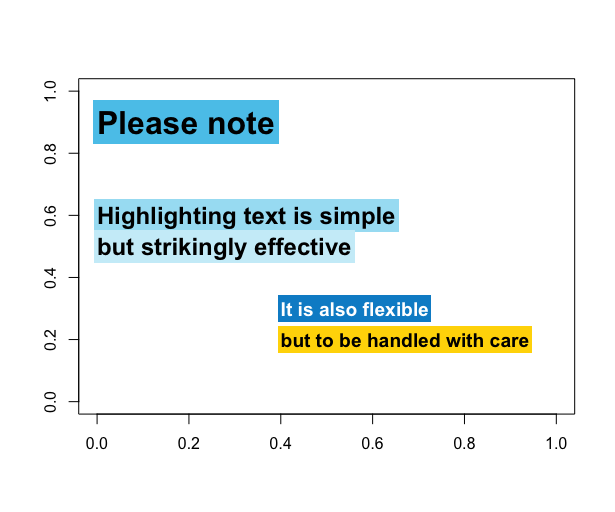 Please note
Highlighting text is simple
but strikingly effective
It is also flexible
but to be handled with care
1.0
0.8
0.6
0.4
0.2
0.0
0.0 0.2 0.4 0.6 0.8 1.0